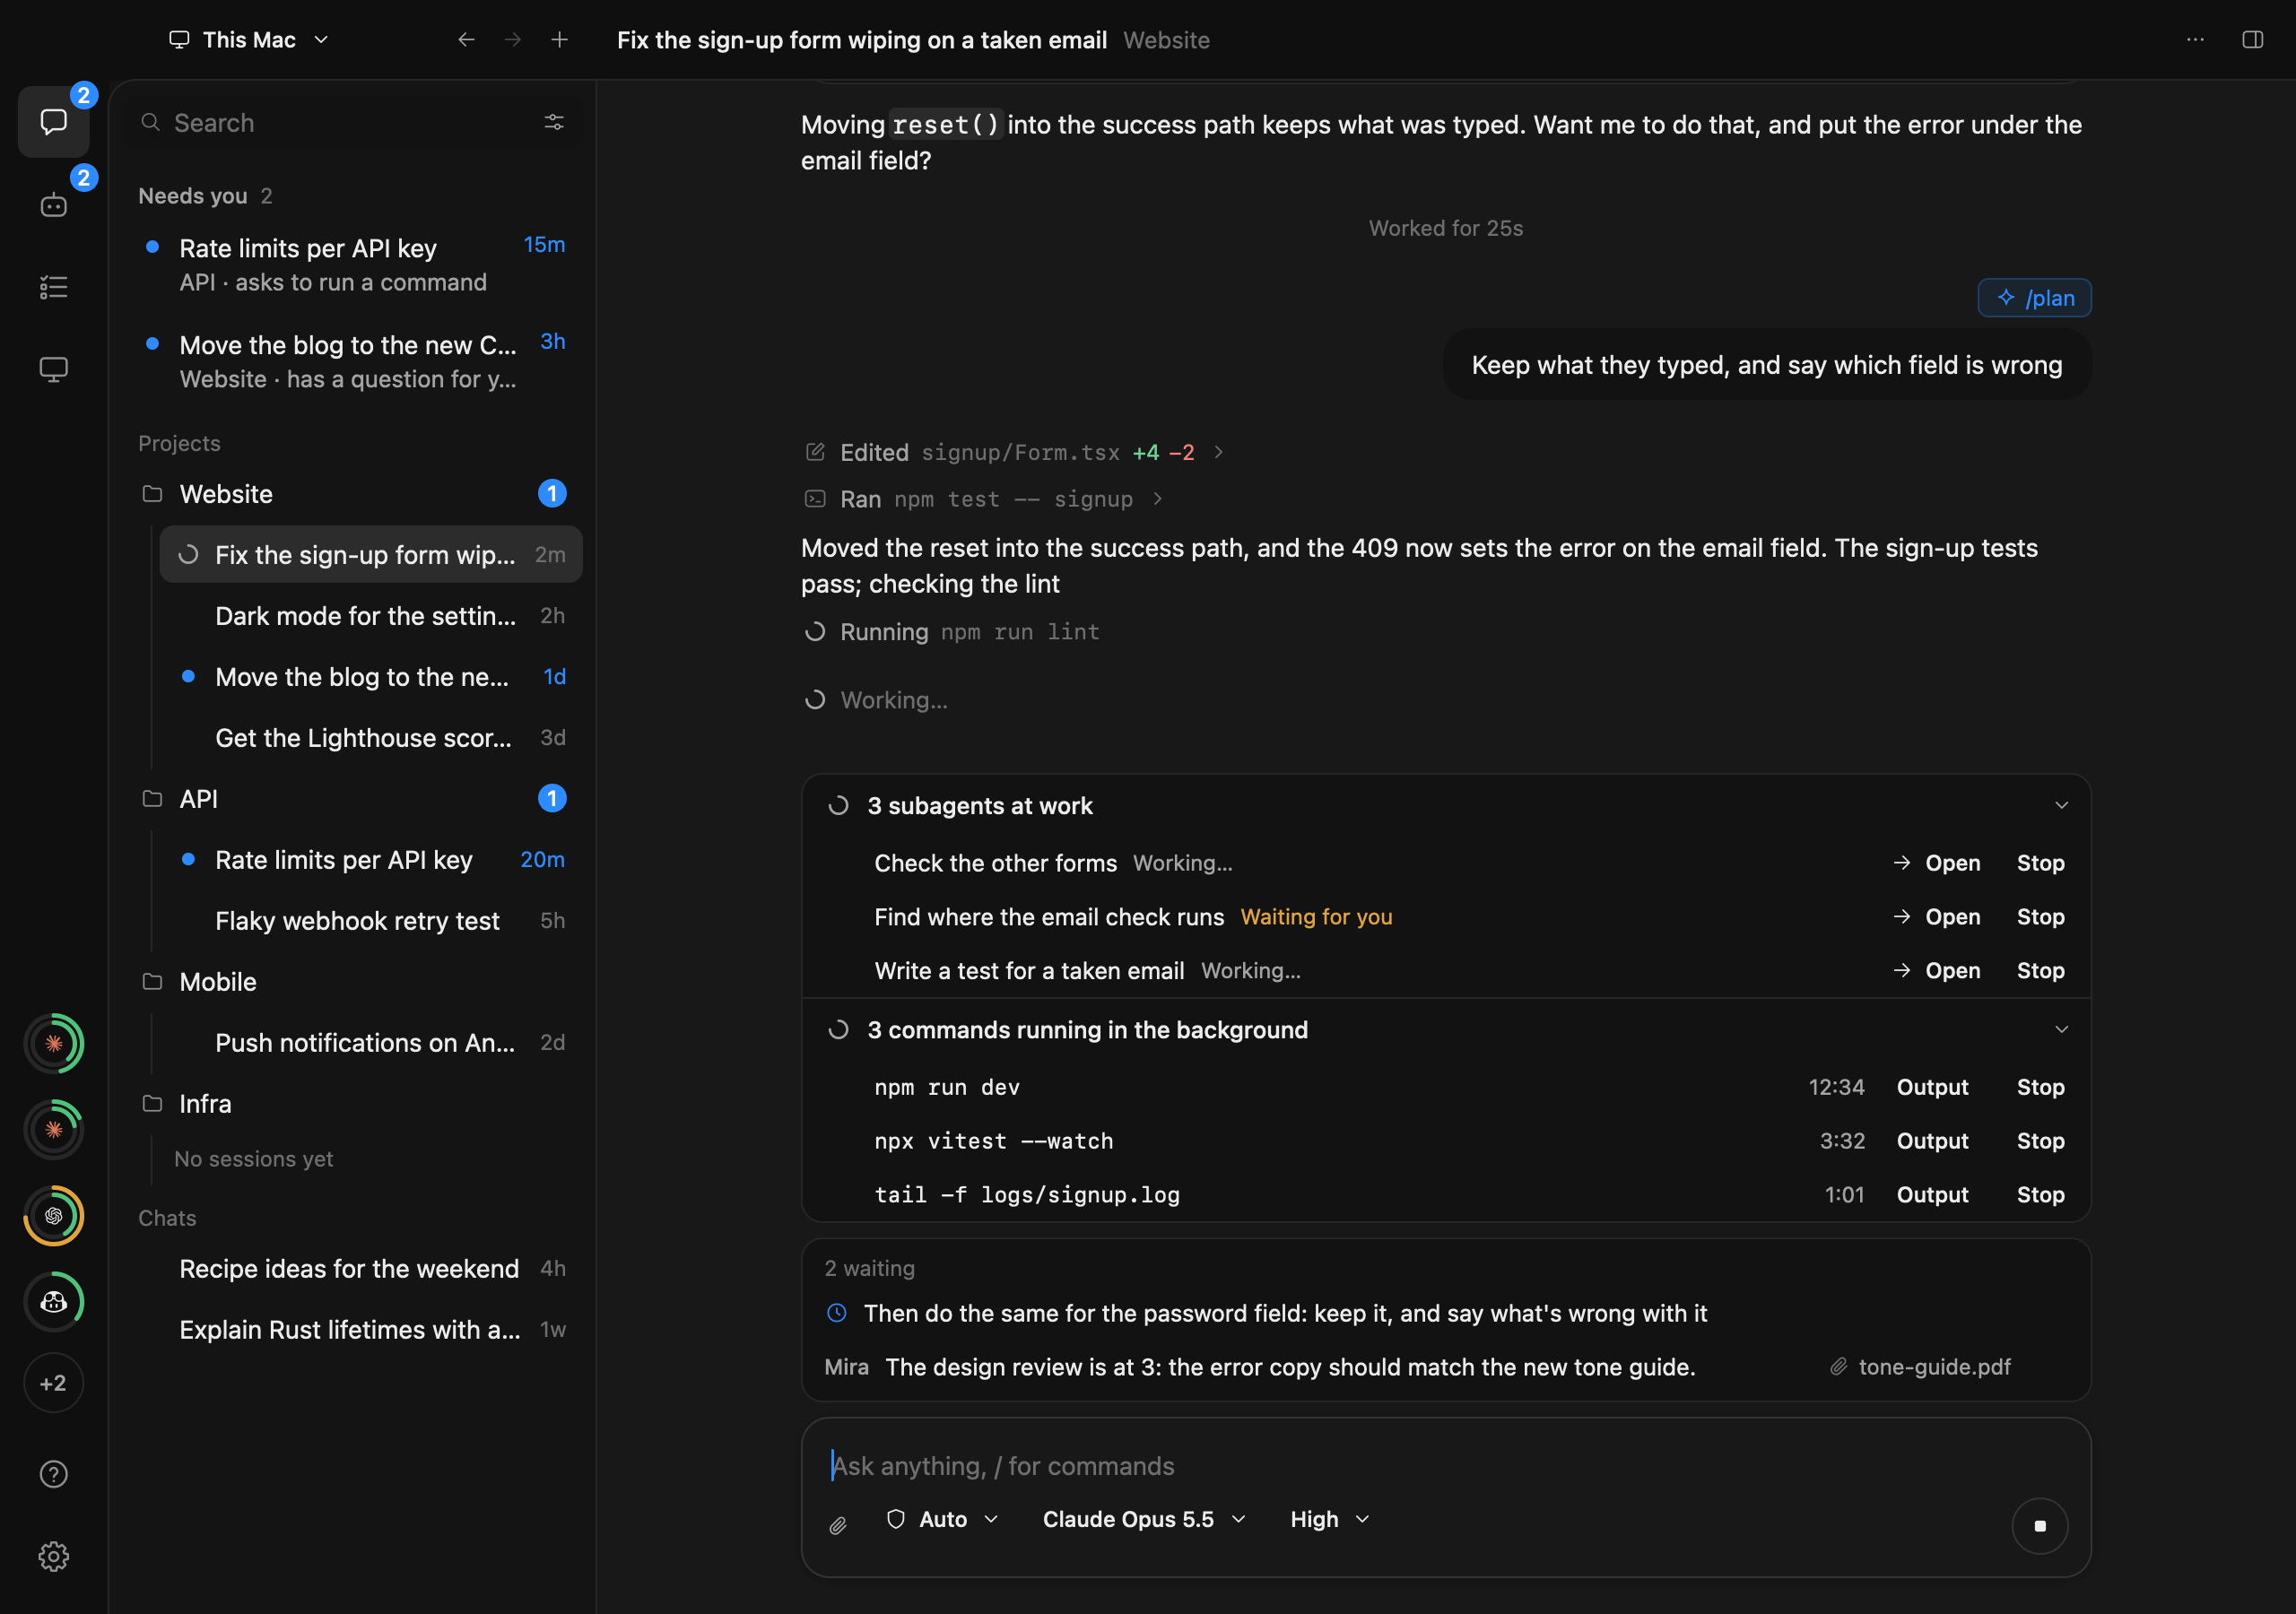 This Mac
Fix the sign-up form wiping on a taken email Website
2
2
Search
Needs you 2
Rate limits per API key 15m
API · asks to run a command
Move the blog to the new C... 3h
Website · has a question for y...
Projects
Website 1
Fix the sign-up form wip... 2m
Dark mode for the settin... 2h
Move the blog to the ne... 1d
Get the Lighthouse scor... 3d
API 1
Rate limits per API key 20m
Flaky webhook retry test 5h
Mobile
Push notifications on An... 2d
Infra
No sessions yet
Chats
Recipe ideas for the weekend 4h
Explain Rust lifetimes with a... 1w
+2
Moving reset() into the success path keeps what was typed. Want me to do that, and put the error under the
email field?
Worked for 25s
/plan
Keep what they typed, and say which field is wrong
Edited signup/Form.tsx +4 −2
Ran npm test -- signup
Moved the reset into the success path, and the 409 now sets the error on the email field. The sign-up tests
pass; checking the lint
Running npm run lint
Working...
3 subagents at work
Check the other forms Working... Open Stop
Find where the email check runs Waiting for you Open Stop
Write a test for a taken email Working... Open Stop
3 commands running in the background
npm run dev 12:34 Output Stop
npx vitest --watch 3:32 Output Stop
tail -f logs/signup.log 1:01 Output Stop
2 waiting
Then do the same for the password field: keep it, and say what's wrong with it
Mira The design review is at 3: the error copy should match the new tone guide. tone-guide.pdf
Ask anything, / for commands
Auto Claude Opus 5.5 High